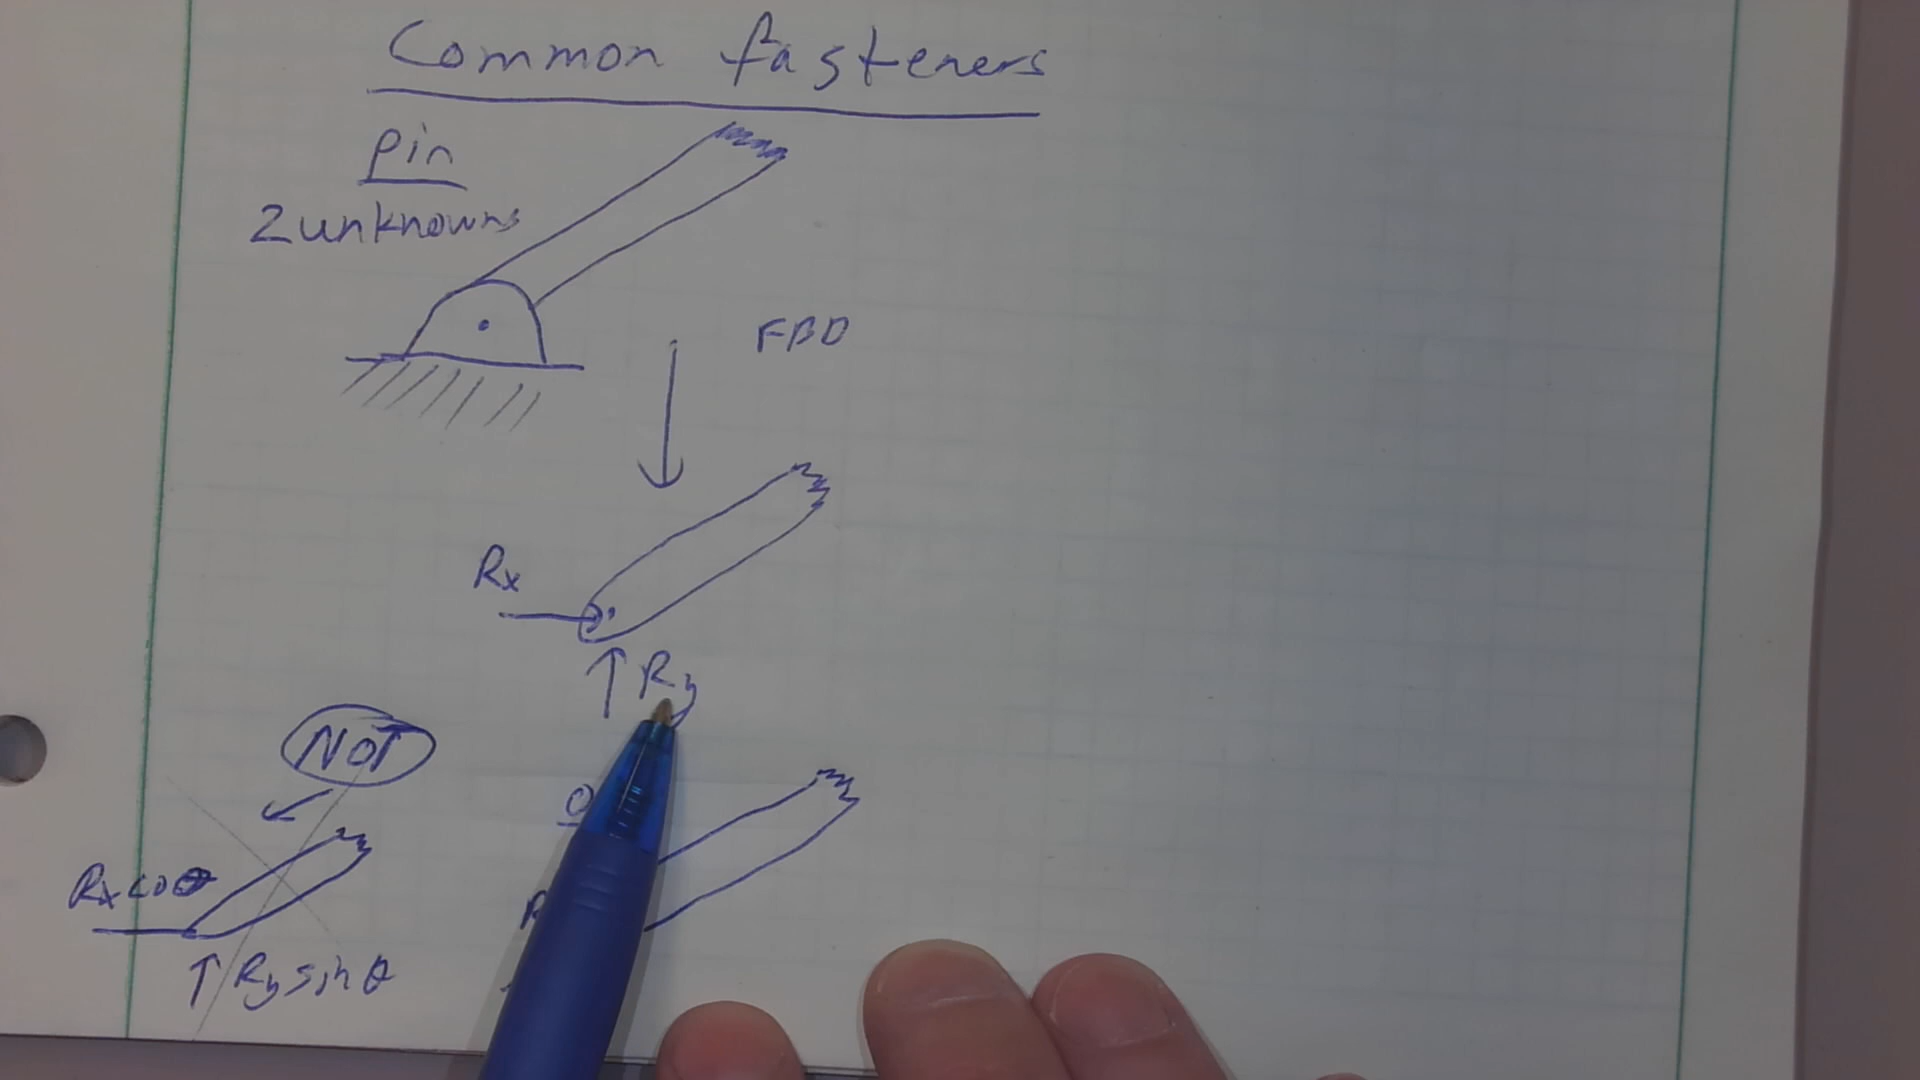 Common fasteners
Pin
2 unknowns
FBD
Rx
Ry
NOT
Rx cos θ
Ry sin θ